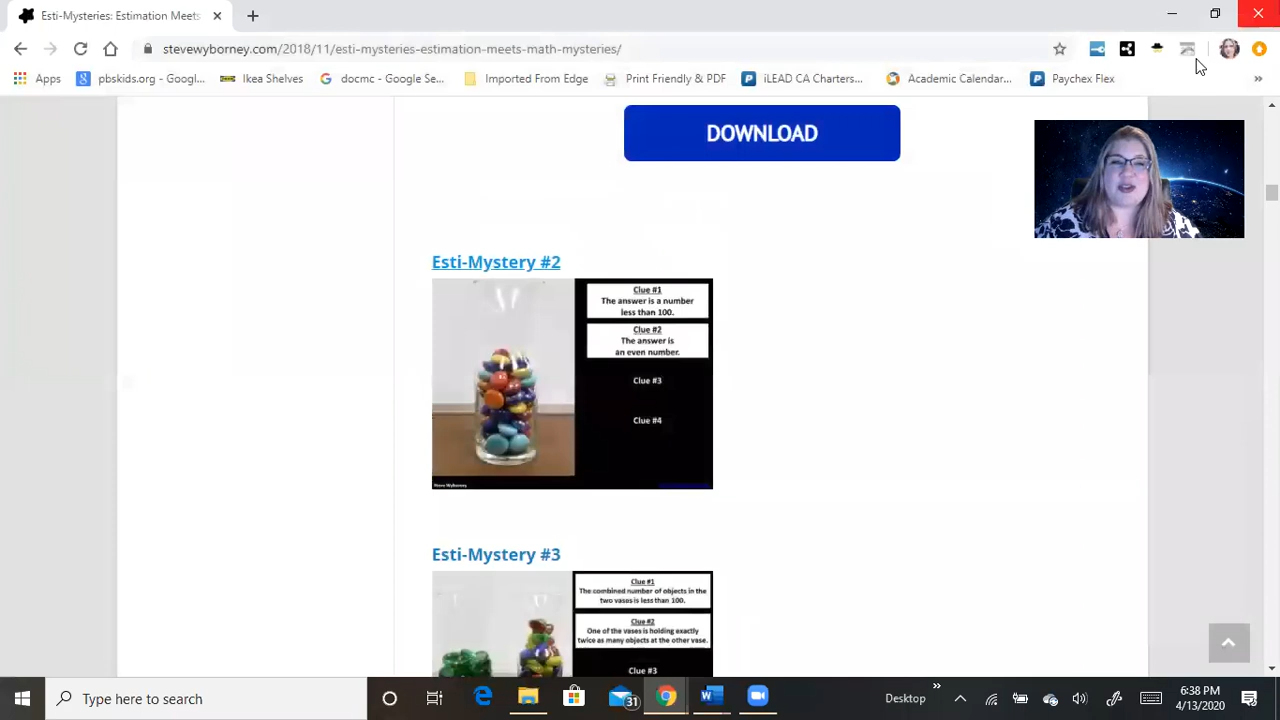 Esti-Mysteries: Estimation Meets
stevewyborney.com/2018/11/esti-mysteries-estimation-meets-math-mysteries/
Apps pbskids.org - Googl... Ikea Shelves docmc - Google Se... Imported From Edge Print Friendly & PDF iLEAD CA Charters... Academic Calendar... Paychex Flex »
DOWNLOAD
Esti-Mystery #2
Clue #1
The answer is a number
less than 100.
Clue #2
The answer is
an even number.
Clue #3
Clue #4
Steve Wyborney
Esti-Mystery #3
Clue #1
The combined number of objects in the
two vases is less than 100.
Clue #2
One of the vases is holding exactly
twice as many objects at the other vase.
Clue #3
Type here to search
31
Desktop »
6:38 PM
4/13/2020